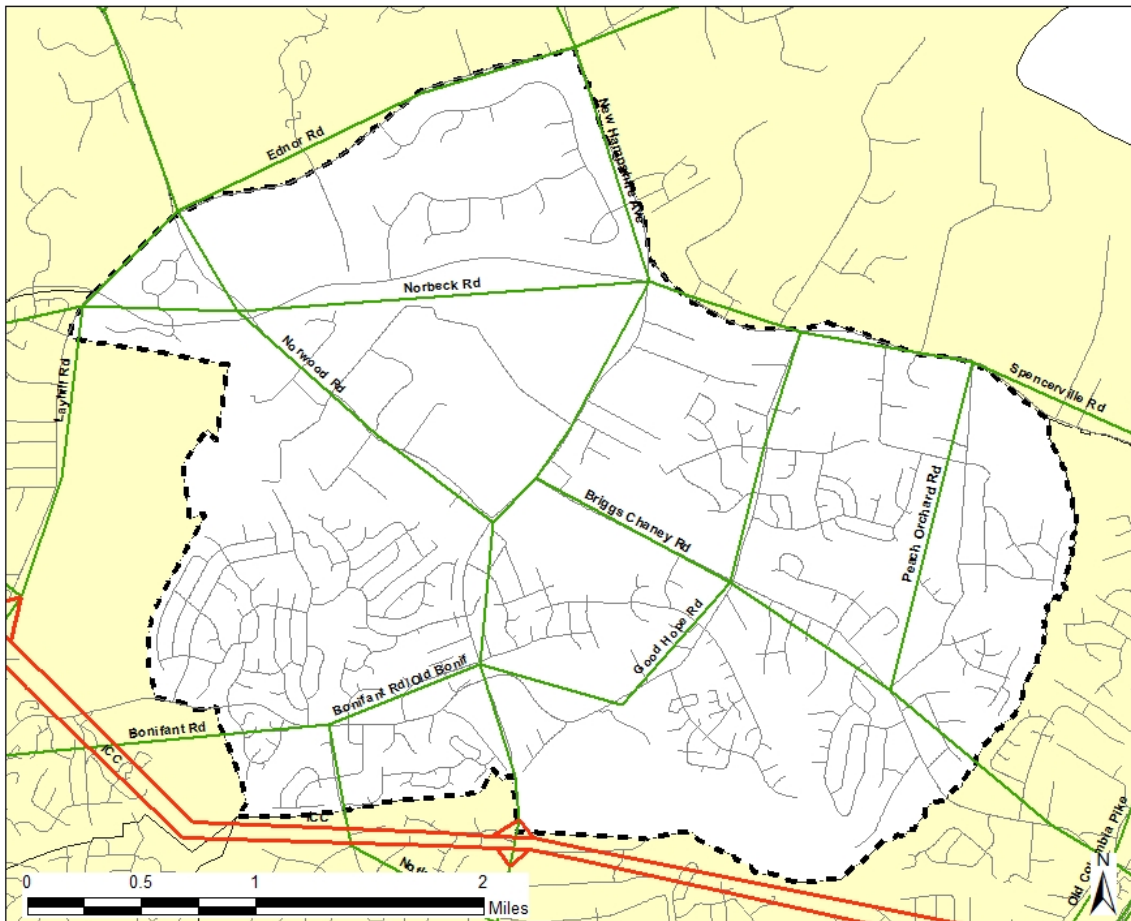 New Hampshire Ave
Ednor Rd
Norbeck Rd
Norwood Rd
Layhill Rd
Spencerville Rd
Briggs Chaney Rd
Peach Orchard Rd
Good Hope Rd
Bonifant Rd/Old Bonif
Bonifant Rd
ICC
ICC
Old Columbia Pike
N
0 0.5 1 2
Miles